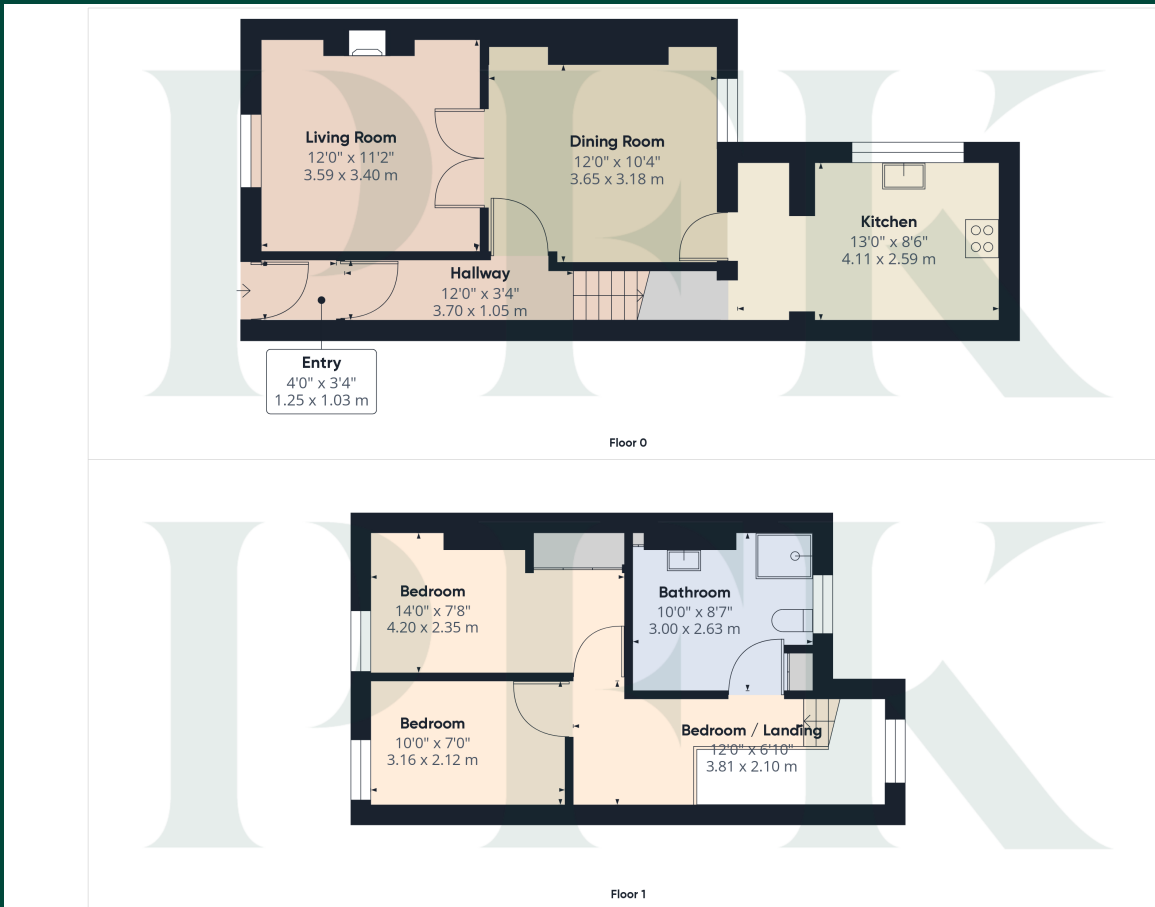 Living Room
12'0" x 11'2"
3.59 x 3.40 m
Dining Room
12'0" x 10'4"
3.65 x 3.18 m
Kitchen
13'0" x 8'6"
4.11 x 2.59 m
Hallway
12'0" x 3'4"
3.70 x 1.05 m
Entry
4'0" x 3'4"
1.25 x 1.03 m
Floor 0
Bedroom
14'0" x 7'8"
4.20 x 2.35 m
Bathroom
10'0" x 8'7"
3.00 x 2.63 m
Bedroom
10'0" x 7'0"
3.16 x 2.12 m
Bedroom / Landing
12'0" x 6'10"
3.81 x 2.10 m
Floor 1
PFK
PFK